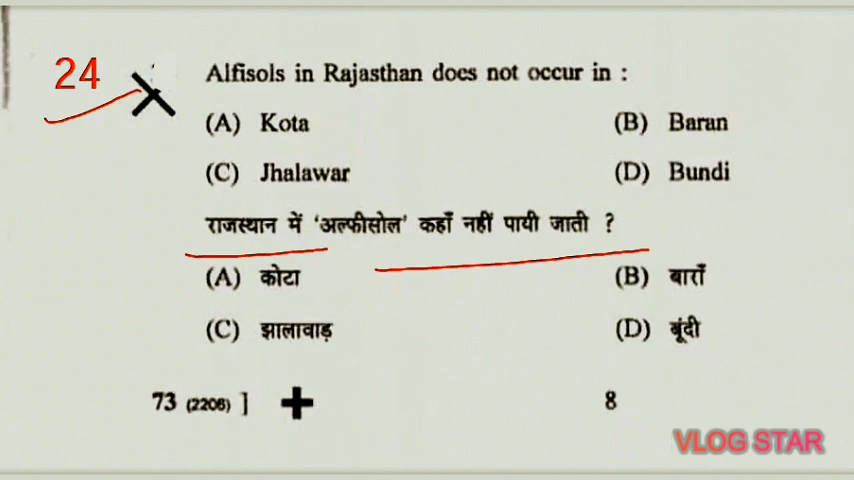 24
Alfisols in Rajasthan does not occur in :
(A) Kota (B) Baran
(C) Jhalawar (D) Bundi
राजस्थान में ‘अल्फीसोल’ कहाँ नहीं पायी जाती ?
(A) कोटा (B) बाराँ
(C) झालावाड़ (D) बूंदी
73 (2206) ] 8
VLOG STAR